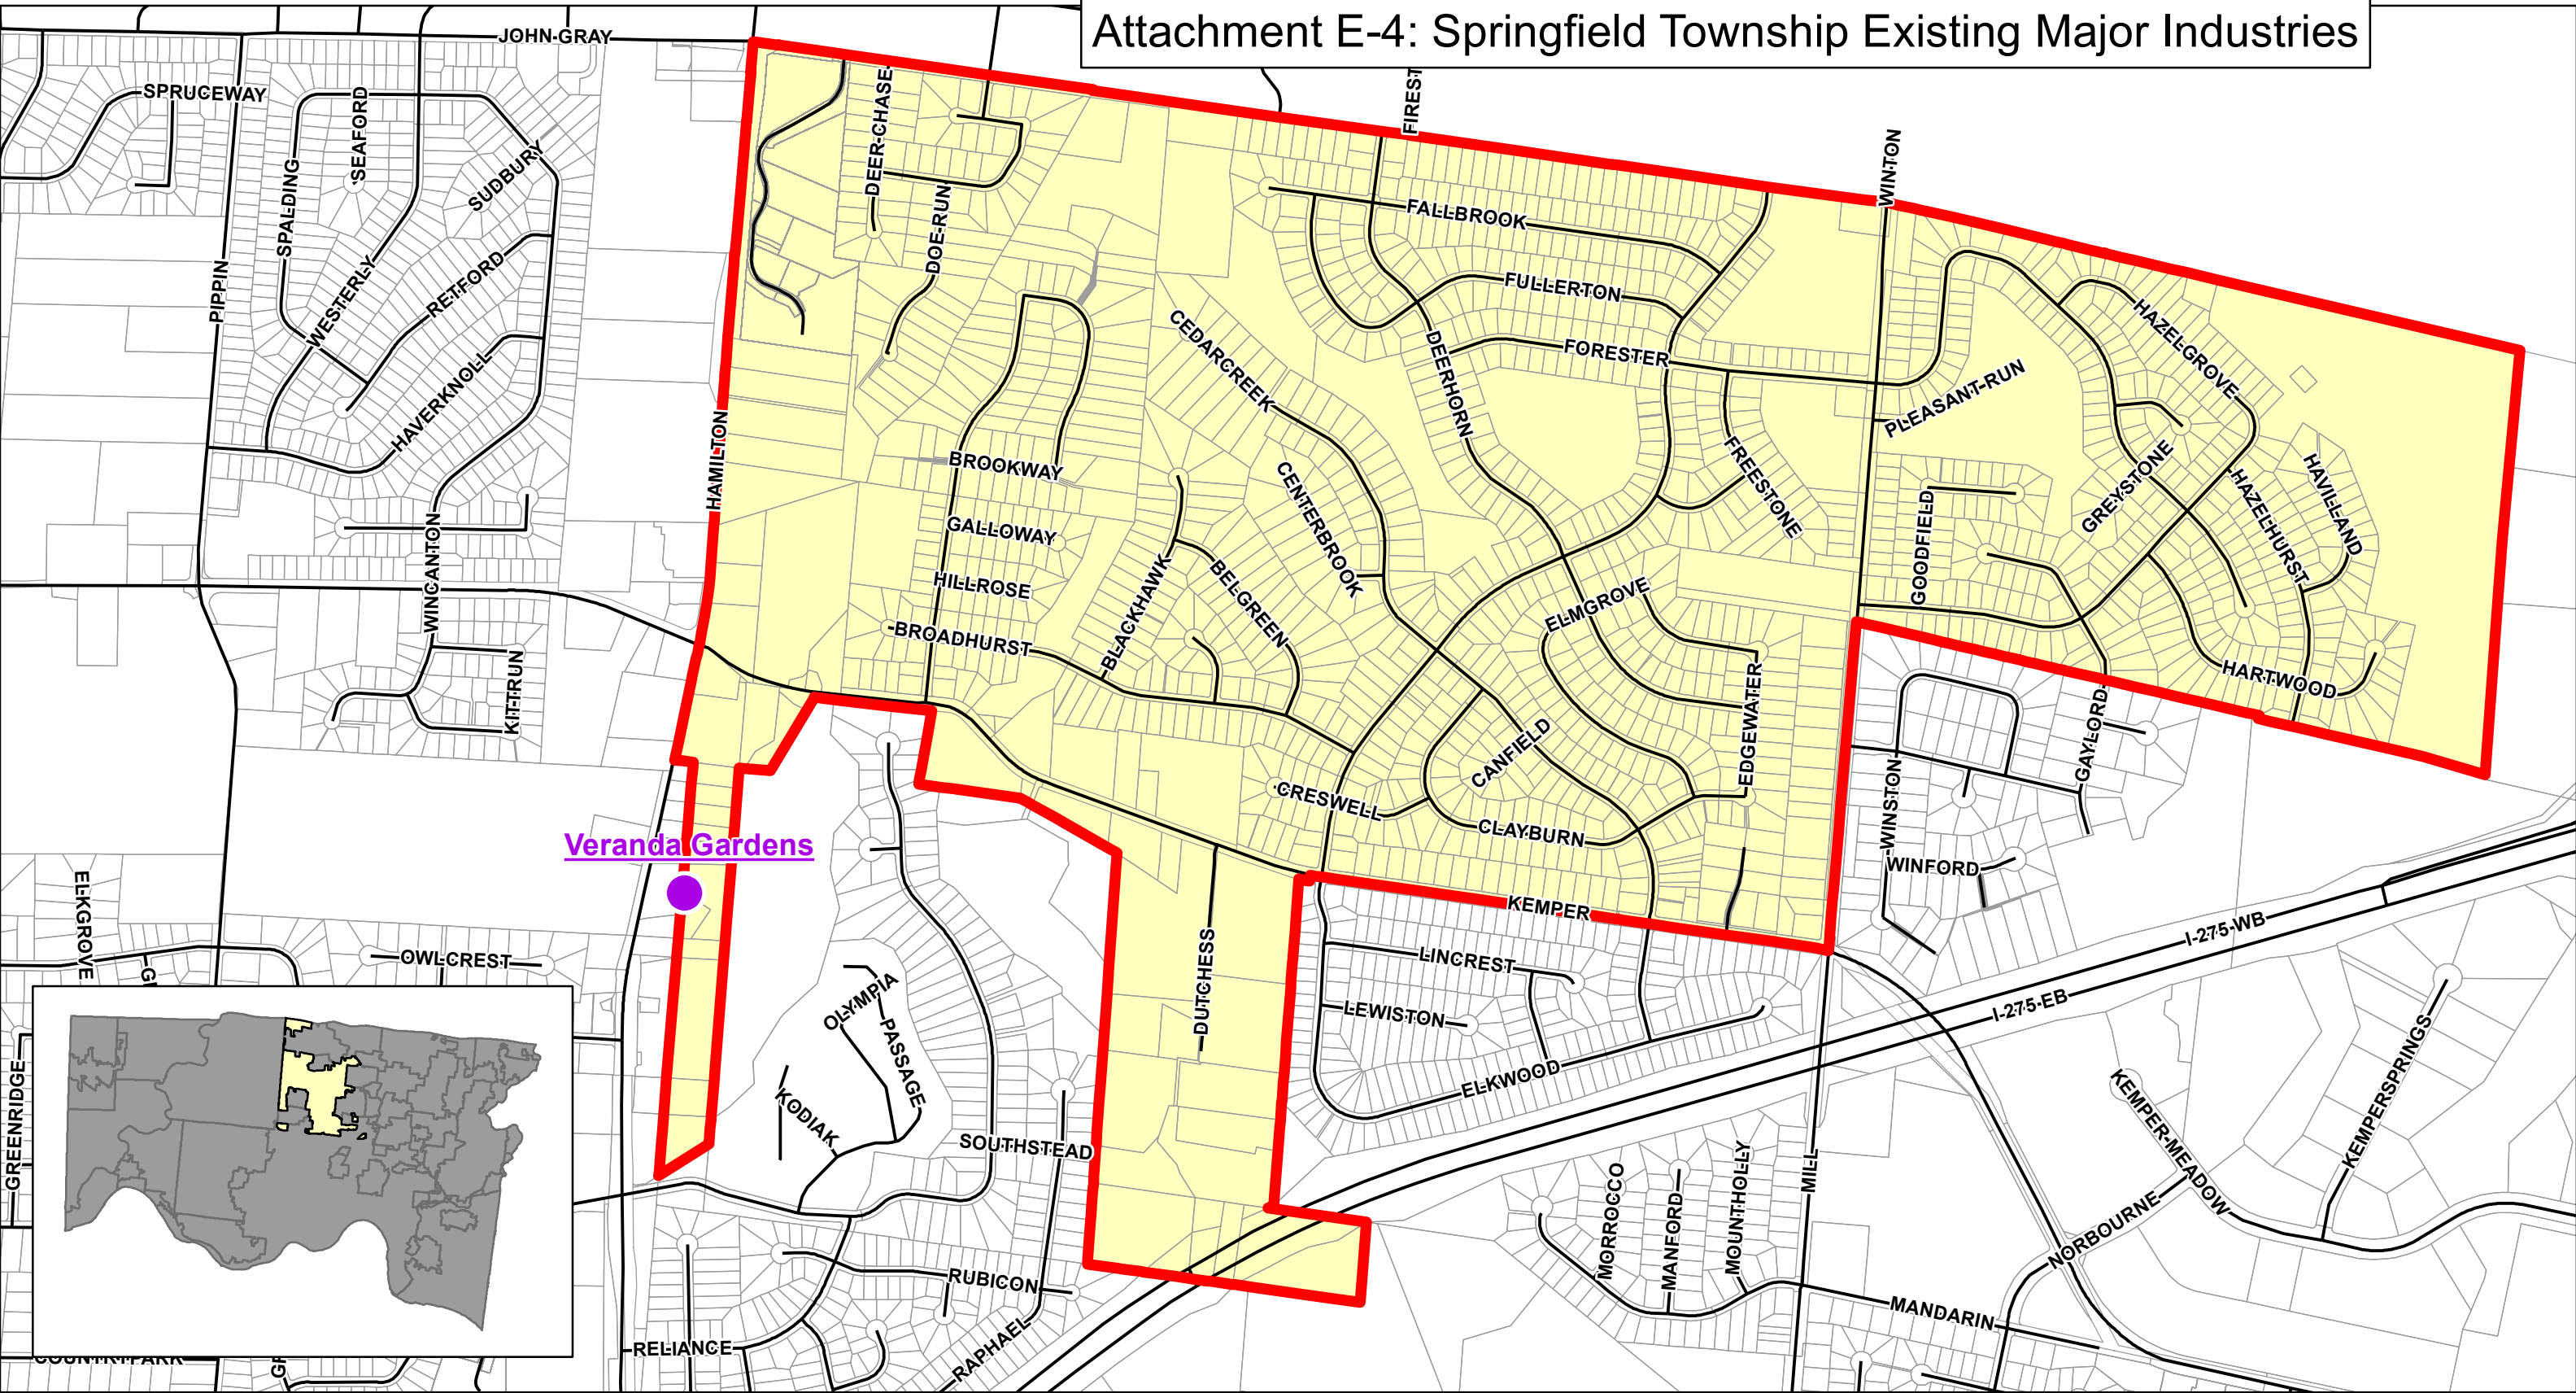 Attachment E-4: Springfield Township Existing Major Industries
JOHN-GRAY
SPRUCEWAY
SEAFORD
SUDBURY
SPALDING
PIPPIN
WESTERLY
RETFORD
HAVERKNOLL
WINCANTON
KITTRUN
HAMILTON
DEER-CHASE
DOE-RUN
FALLBROOK
FULLERTON
FORESTER
WINTON
CEDARCREEK
DEERHORN
HAZELGROVE
PLEASANT-RUN
BROOKWAY
CENTERBROOK
FREESTONE
GREYSTONE
HAZELHURST
HAVILLAND
GOODFIELD
GALLOWAY
HILLROSE
BROADHURST
BLACKHAWK
BELGREEN
ELMGROVE
EDGEWATER
HARTWOOD
GAYLORD
CANFIELD
CRESWELL
CLAYBURN
WINSTON
WINFORD
Veranda Gardens
KEMPER
ELKGROVE
OWLCREST
LINCREST
LEWISTON
DUTCHESS
I-275-WB
I-275-EB
OLYMPIA
PASSAGE
KODIAK
ELKWOOD
KEMPERSPRINGS
KEMPER-MEADOW
GREENRIDGE
SOUTHSTEAD
MORROCCO
MANFORD
MOUNTHOLLY
MILL
NORBOURNE
RUBICON
MANDARIN
RELIANCE
RAPHAEL